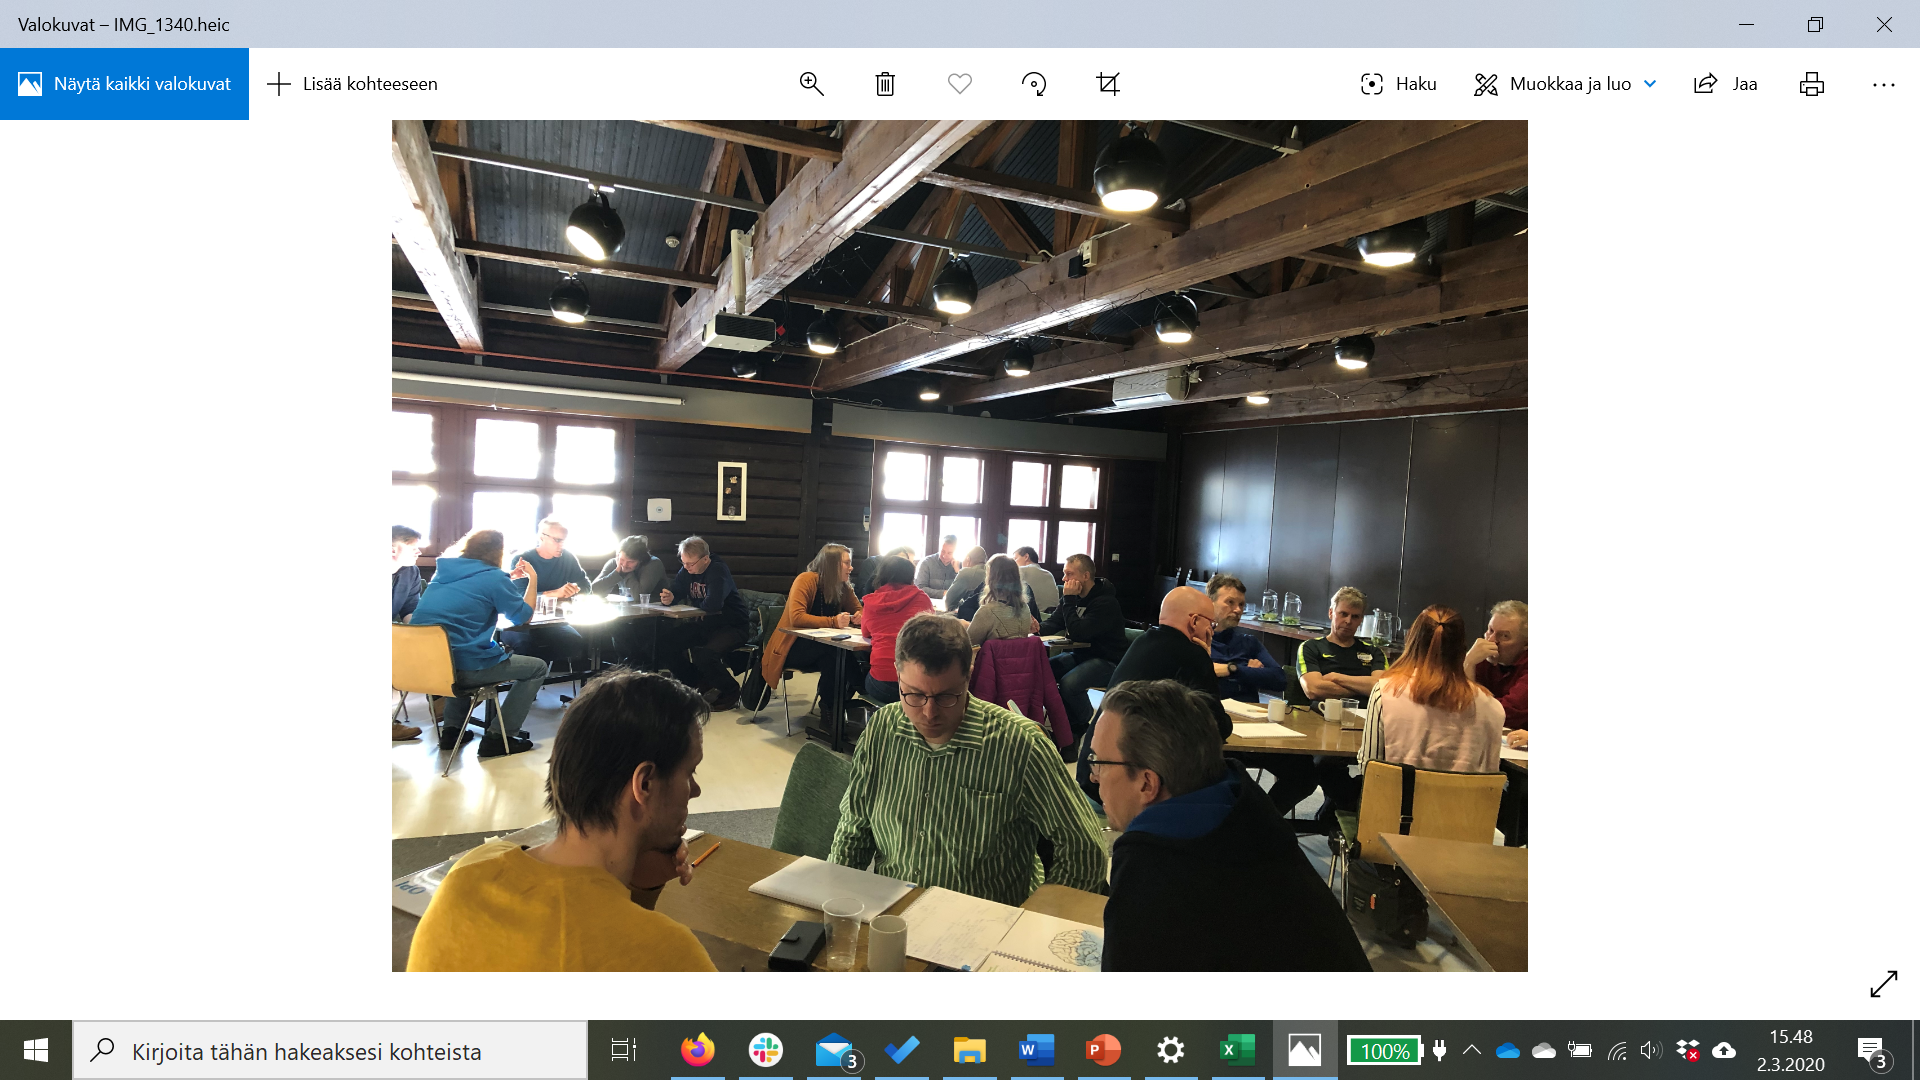 Valokuvat – IMG_1340.heic
Näytä kaikki valokuvat
Lisää kohteeseen
Haku
Muokkaa ja luo
Jaa
OPI
Kirjoita tähän hakeaksesi kohteista
3
100%
15.48
2.3.2020
3